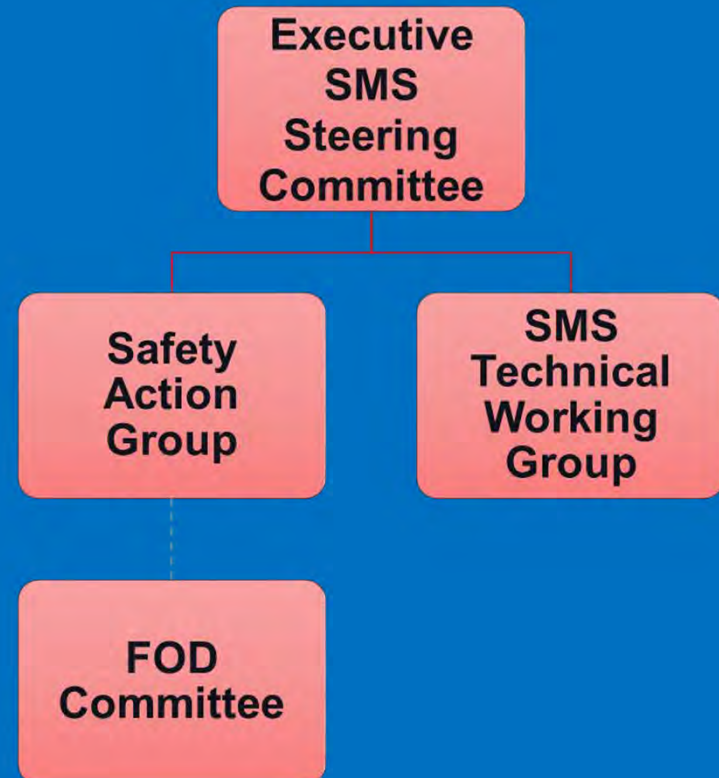 Executive
SMS
Steering
Committee
Safety
Action
Group
SMS
Technical
Working
Group
FOD
Committee